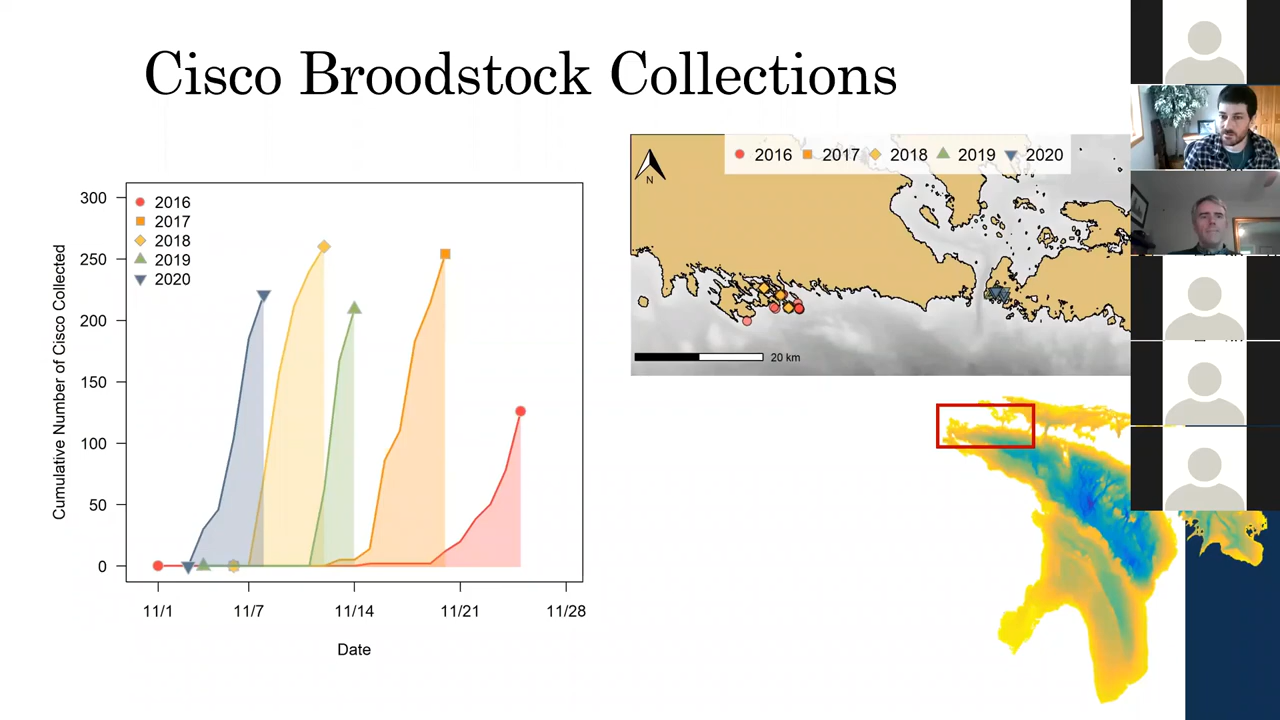 Cisco Broodstock Collections
2016 2017 2018 2019 2020
N
20 km
2016
2017
2018
2019
2020
Cumulative Number of Cisco Collected
300
250
200
150
100
50
0
11/1 11/7 11/14 11/21 11/28
Date